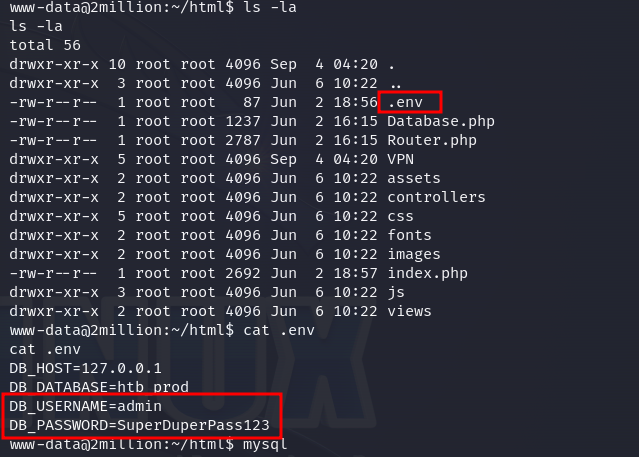 www-data@2million:~/html$ ls -la
ls -la
total 56
drwxr-xr-x 10 root root 4096 Sep  4 04:20 .
drwxr-xr-x  3 root root 4096 Jun  6 10:22 ..
-rw-r--r--  1 root root   87 Jun  2 18:56 .env
-rw-r--r--  1 root root 1237 Jun  2 16:15 Database.php
-rw-r--r--  1 root root 2787 Jun  2 16:15 Router.php
drwxr-xr-x  5 root root 4096 Sep  4 04:20 VPN
drwxr-xr-x  2 root root 4096 Jun  6 10:22 assets
drwxr-xr-x  2 root root 4096 Jun  6 10:22 controllers
drwxr-xr-x  5 root root 4096 Jun  6 10:22 css
drwxr-xr-x  2 root root 4096 Jun  6 10:22 fonts
drwxr-xr-x  2 root root 4096 Jun  6 10:22 images
-rw-r--r--  1 root root 2692 Jun  2 18:57 index.php
drwxr-xr-x  3 root root 4096 Jun  6 10:22 js
drwxr-xr-x  2 root root 4096 Jun  6 10:22 views
www-data@2million:~/html$ cat .env
cat .env
DB_HOST=127.0.0.1
DB_DATABASE=htb_prod
DB_USERNAME=admin
DB_PASSWORD=SuperDuperPass123
www-data@2million:~/html$ mysql